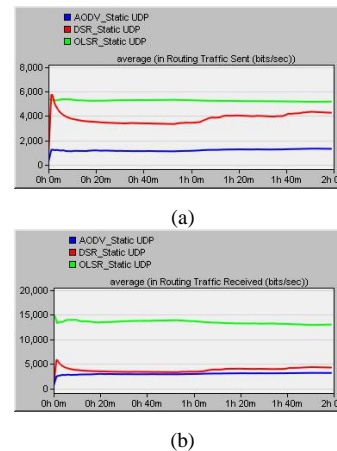 AODV_Static UDP
DSR_Static UDP
OLSR_Static UDP
average (in Routing Traffic Sent (bits/sec))
8,000
6,000
4,000
2,000
0
0h 0m 0h 20m 0h 40m 1h 0m 1h 20m 1h 40m 2h 0
(a)
AODV_Static UDP
DSR_Static UDP
OLSR_Static UDP
average (in Routing Traffic Received (bits/sec))
20,000
15,000
10,000
5,000
0
0h 0m 0h 20m 0h 40m 1h 0m 1h 20m 1h 40m 2h 0m
(b)